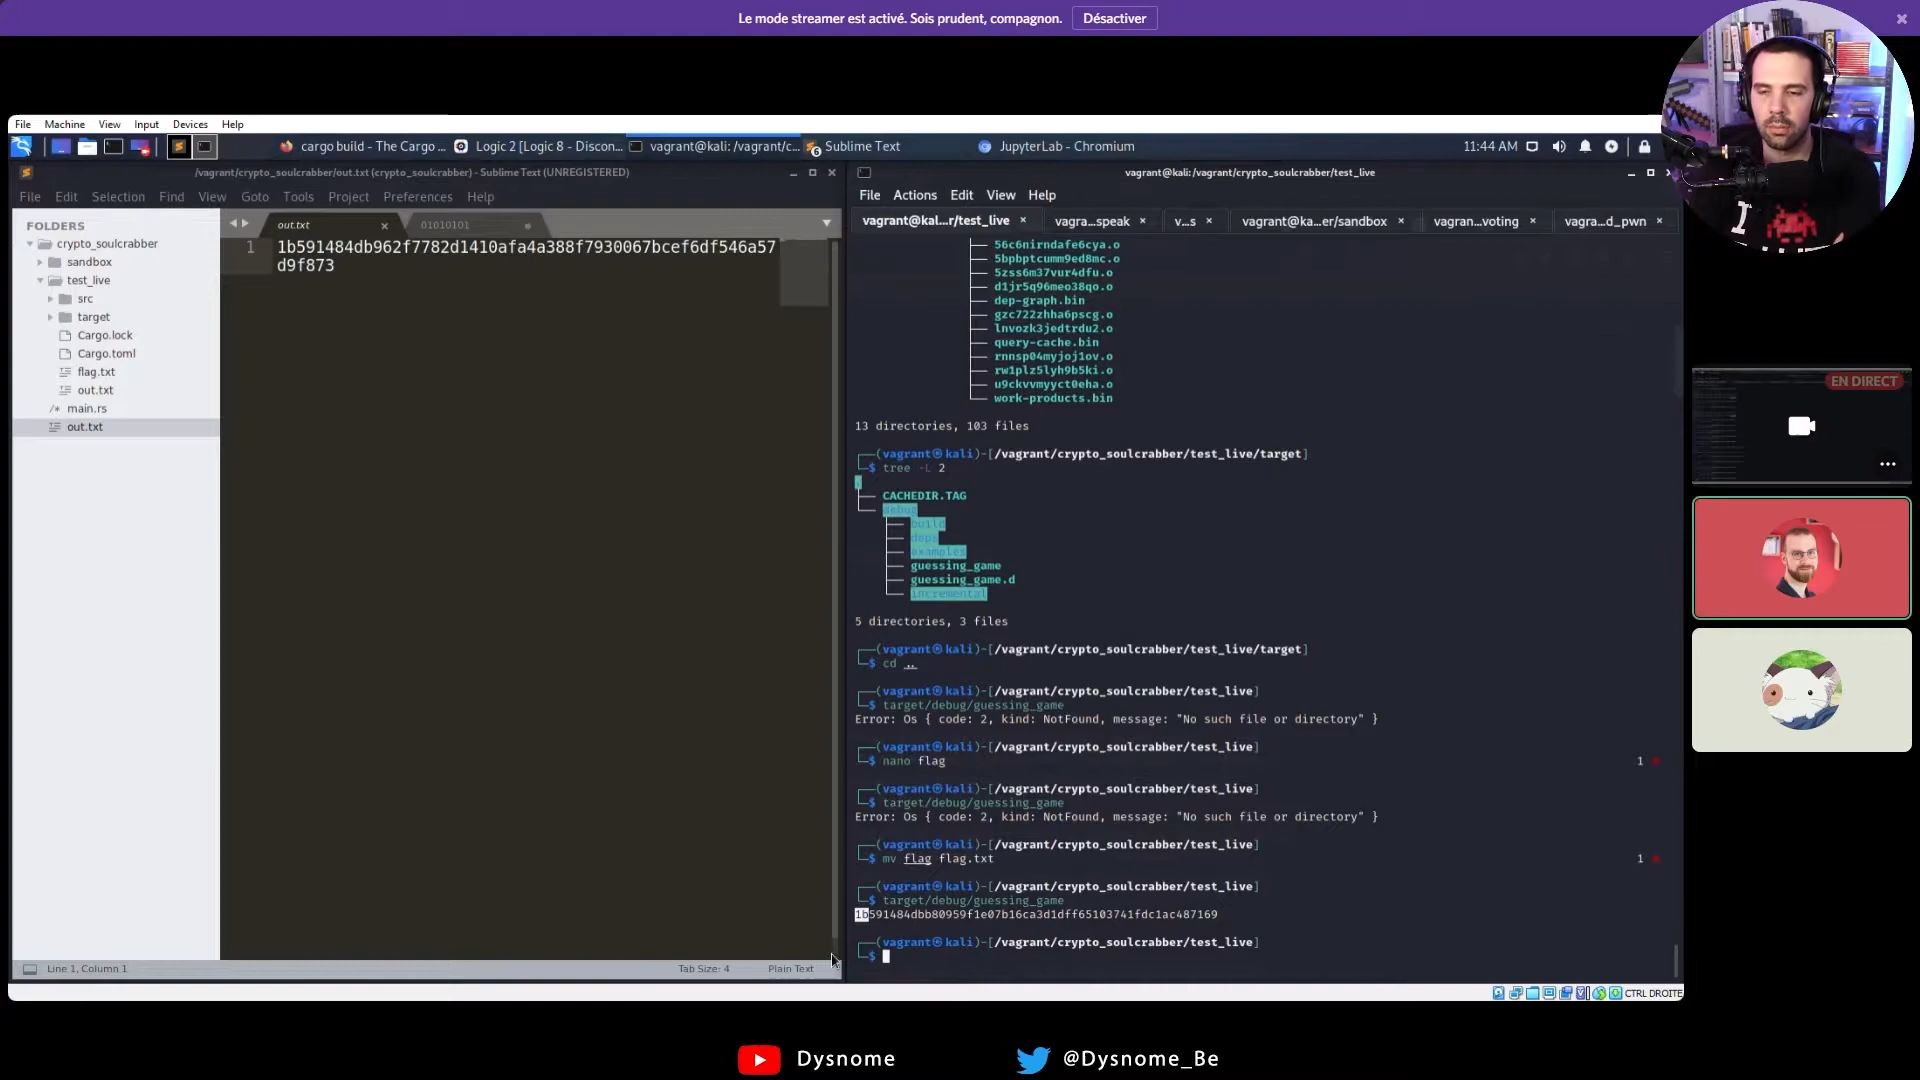 Le mode streamer est activé. Sois prudent, compagnon. Désactiver
File Machine View Input Devices Help
cargo build - The Cargo ... Logic 2 [Logic 8 - Discon... vagrant@kali: /vagrant/c... Sublime Text JupyterLab - Chromium 11:44 AM
/vagrant/crypto_soulcrabber/out.txt (crypto_soulcrabber) - Sublime Text (UNREGISTERED)
File Edit Selection Find View Goto Tools Project Preferences Help
FOLDERS
crypto_soulcrabber
sandbox
test_live
src
target
Cargo.lock
Cargo.toml
flag.txt
out.txt
main.rs
out.txt
out.txt 01010101
1 1b591484db962f7782d1410afa4a388f7930067bcef6df546a57
d9f873
Line 1, Column 1 Tab Size: 4 Plain Text
vagrant@kali:/vagrant/crypto_soulcrabber/test_live
File Actions Edit View Help
vagrant@kal...r/test_live vagra...speak v...s vagrant@ka...er/sandbox vagran...voting vagra...d_pwn
56c6nirndafe6cya.o
5bpbptcumm9ed8mc.o
5zss6m37vur4dfu.o
d1jr5q96meo38qo.o
dep-graph.bin
gzc722zhha6pscg.o
lnvozk3jedtrdu2.o
query-cache.bin
rnnsp04myjoj1ov.o
rw1plz5lyh9b5ki.o
u9ckvvmyyct0eha.o
work-products.bin
13 directories, 103 files
(vagrant㉿kali)-[/vagrant/crypto_soulcrabber/test_live/target]
$ tree -L 2
.
CACHEDIR.TAG
debug
build
deps
examples
guessing_game
guessing_game.d
incremental
5 directories, 3 files
(vagrant㉿kali)-[/vagrant/crypto_soulcrabber/test_live/target]
$ cd ..
(vagrant㉿kali)-[/vagrant/crypto_soulcrabber/test_live]
$ target/debug/guessing_game
Error: Os { code: 2, kind: NotFound, message: "No such file or directory" }
(vagrant㉿kali)-[/vagrant/crypto_soulcrabber/test_live]
$ nano flag 1
(vagrant㉿kali)-[/vagrant/crypto_soulcrabber/test_live]
$ target/debug/guessing_game
Error: Os { code: 2, kind: NotFound, message: "No such file or directory" }
(vagrant㉿kali)-[/vagrant/crypto_soulcrabber/test_live]
$ mv flag flag.txt 1
(vagrant㉿kali)-[/vagrant/crypto_soulcrabber/test_live]
$ target/debug/guessing_game
1b591484dbb80959f1e07b16ca3d1dff65103741fdc1ac487169
(vagrant㉿kali)-[/vagrant/crypto_soulcrabber/test_live]
$
CTRL DROITE
EN DIRECT
Dysnome @Dysnome_Be